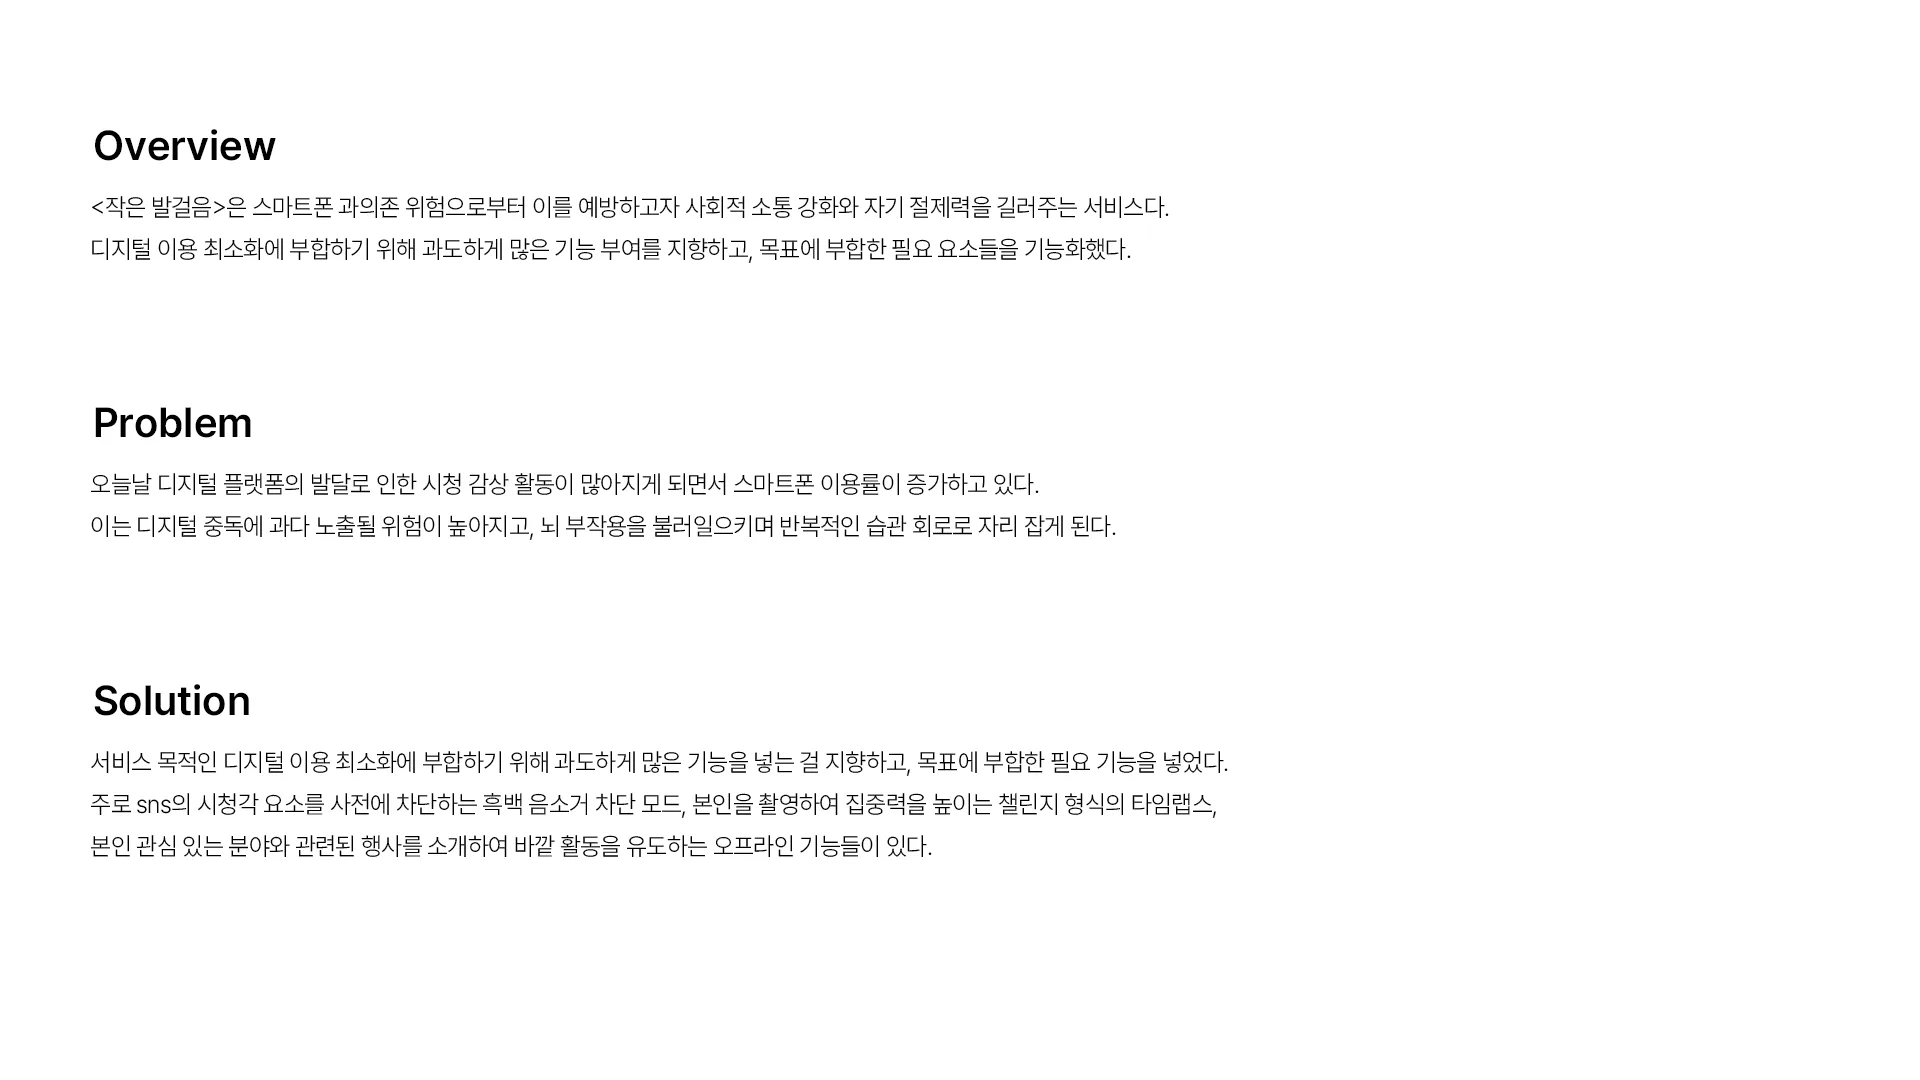 Overview
<작은 발걸음>은 스마트폰 과의존 위험으로부터 이를 예방하고자 사회적 소통 강화와 자기 절제력을 길러주는 서비스다.
디지털 이용 최소화에 부합하기 위해 과도하게 많은 기능 부여를 지향하고, 목표에 부합한 필요 요소들을 기능화했다.
Problem
오늘날 디지털 플랫폼의 발달로 인한 시청 감상 활동이 많아지게 되면서 스마트폰 이용률이 증가하고 있다.
이는 디지털 중독에 과다 노출될 위험이 높아지고, 뇌 부작용을 불러일으키며 반복적인 습관 회로로 자리 잡게 된다.
Solution
서비스 목적인 디지털 이용 최소화에 부합하기 위해 과도하게 많은 기능을 넣는 걸 지향하고, 목표에 부합한 필요 기능을 넣었다.
주로 sns의 시청각 요소를 사전에 차단하는 흑백 음소거 차단 모드, 본인을 촬영하여 집중력을 높이는 챌린지 형식의 타임랩스,
본인 관심 있는 분야와 관련된 행사를 소개하여 바깥 활동을 유도하는 오프라인 기능들이 있다.